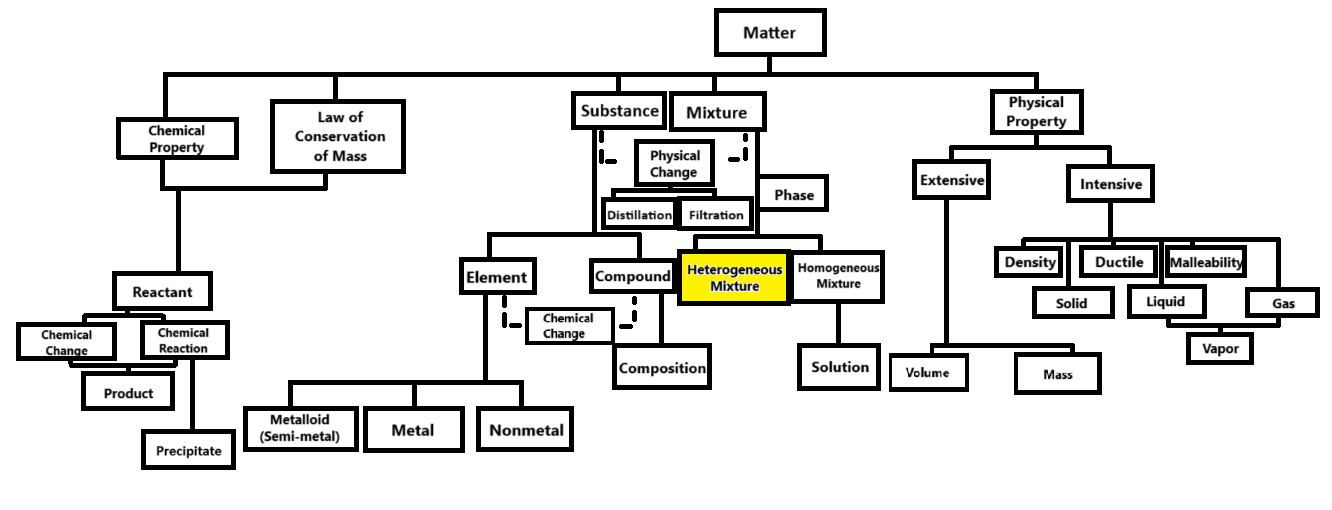 Matter
Substance
Mixture
Physical
Property
Law of
Conservation
of Mass
Chemical
Property
Physical
Change
Extensive
Intensive
Phase
Distillation
Filtration
Element
Compound
Heterogeneous
Mixture
Homogeneous
Mixture
Density
Ductile
Malleability
Reactant
Solid
Liquid
Gas
Chemical
Change
Chemical
Reaction
Chemical
Change
Vapor
Composition
Solution
Volume
Mass
Product
Metalloid
(Semi-metal)
Metal
Nonmetal
Precipitate